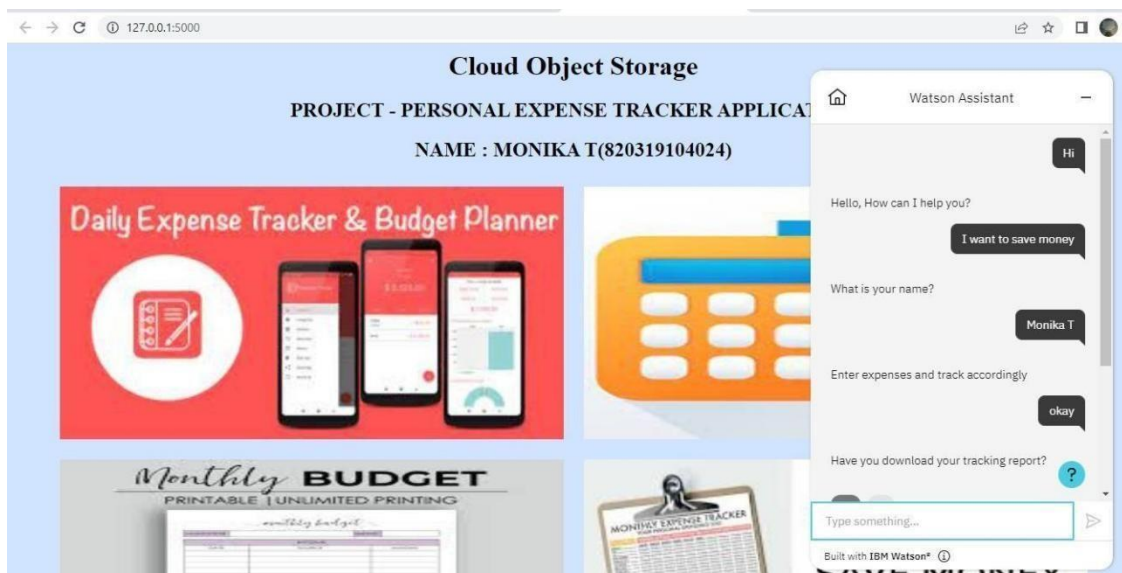 127.0.0.1:5000
Cloud Object Storage
PROJECT - PERSONAL EXPENSE TRACKER APPLICAT
NAME : MONIKA T(820319104024)
Daily Expense Tracker & Budget Planner
Monthly BUDGET
PRINTABLE | UNLIMITED PRINTING
monthly budget
MONTHLY EXPENSE TRACKER
Watson Assistant
Hi
Hello, How can I help you?
I want to save money
What is your name?
Monika T
Enter expenses and track accordingly
okay
Have you download your tracking report?
?
Type something...
Built with IBM Watson®